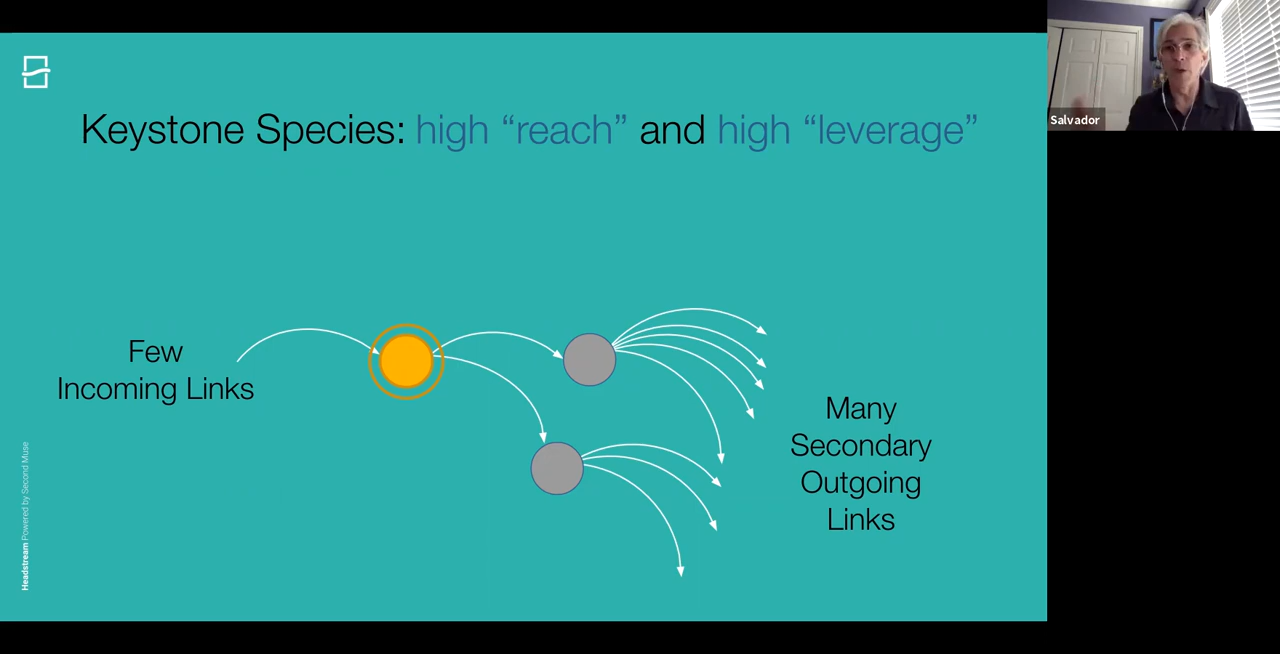 Keystone Species: high “reach” and high “leverage”
Few
Incoming Links
Many
Secondary
Outgoing
Links
Headstream Powered by Second Muse
Salvador